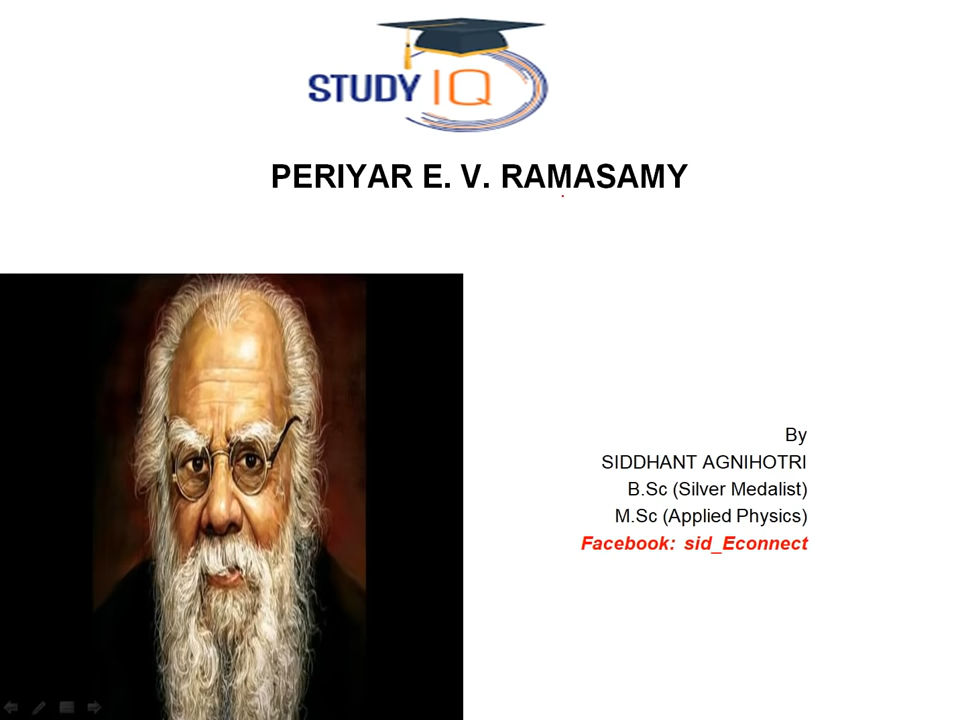 STUDY IQ
PERIYAR E. V. RAMASAMY
By
SIDDHANT AGNIHOTRI
B.Sc (Silver Medalist)
M.Sc (Applied Physics)
Facebook: sid_Econnect